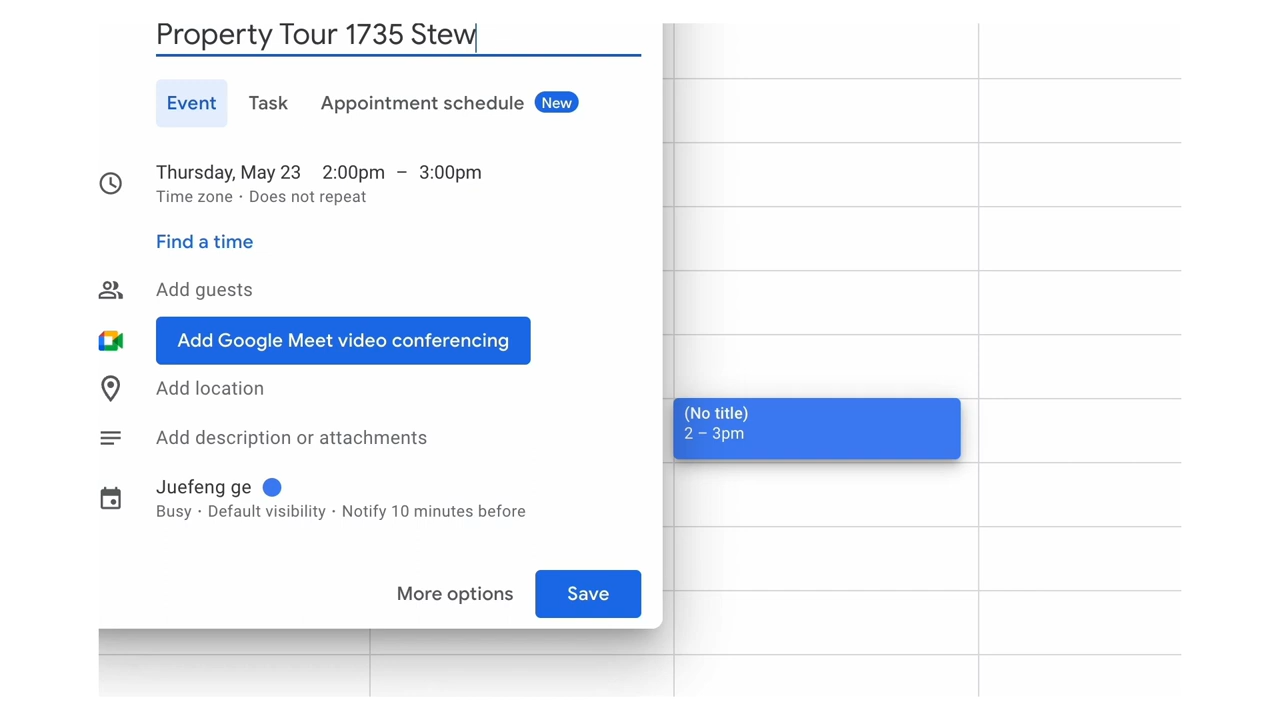 Property Tour 1735 Stew
Event Task Appointment schedule New
Thursday, May 23 2:00pm – 3:00pm
Time zone · Does not repeat
Find a time
Add guests
Add Google Meet video conferencing
Add location
(No title)
2 – 3pm
Add description or attachments
Juefeng ge
Busy · Default visibility · Notify 10 minutes before
More options Save